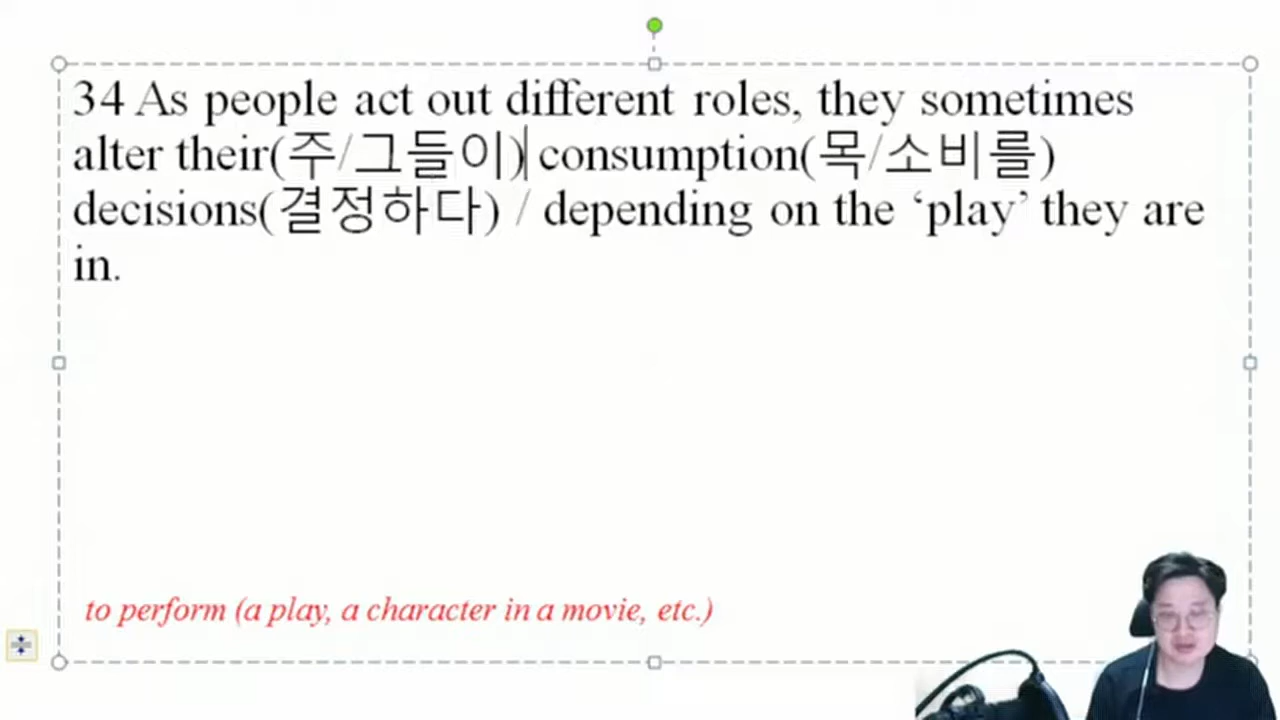 34 As people act out different roles, they sometimes
alter their(주/그들이) consumption(목/소비를)
decisions(결정하다) / depending on the ‘play’ they are
in.
to perform (a play, a character in a movie, etc.)